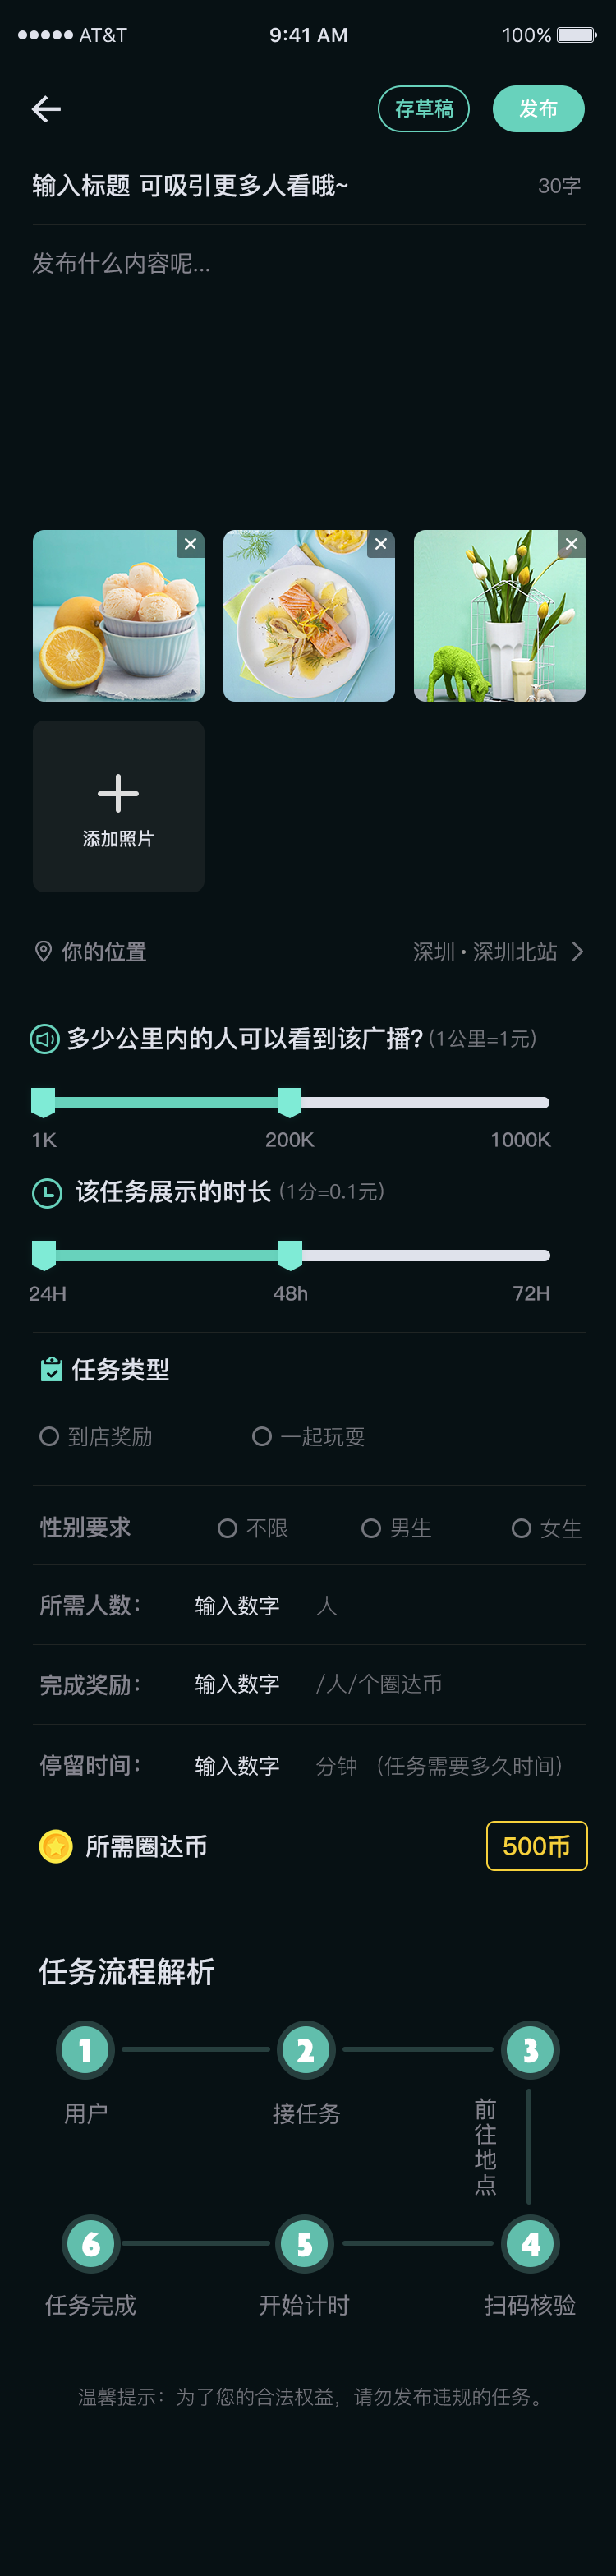 AT&T 9:41 AM 100%
存草稿 发布
输入标题 可吸引更多人看哦~ 30字
发布什么内容呢...
添加照片
你的位置 深圳·深圳北站
多少公里内的人可以看到该广播?(1公里=1元)
1K 200K 1000K
该任务展示的时长 (1分=0.1元)
24H 48h 72H
任务类型
到店奖励 一起玩耍
性别要求 不限 男生 女生
所需人数: 输入数字 人
完成奖励: 输入数字 /人/个圈达币
停留时间: 输入数字 分钟 (任务需要多久时间)
所需圈达币 500币
任务流程解析
1 2 3
用户 接任务 前往地点
6 5 4
任务完成 开始计时 扫码核验
温馨提示：为了您的合法权益，请勿发布违规的任务。